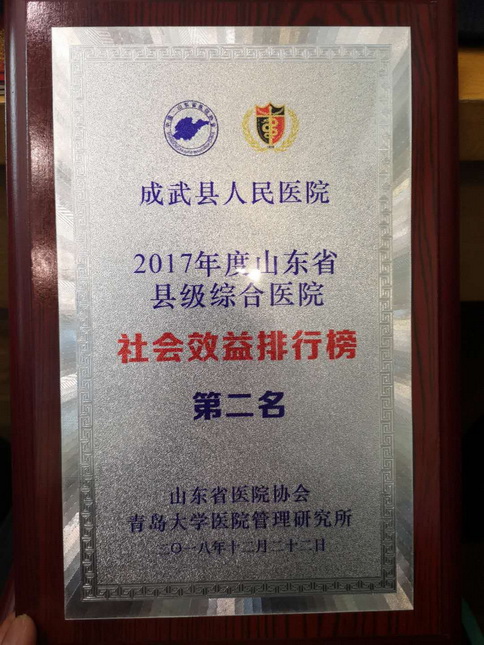 成武县人民医院
2017年度山东省
县级综合医院
社会效益排行榜
第二名
山东省医院协会
青岛大学医院管理研究所
二〇一八年十二月二十二日